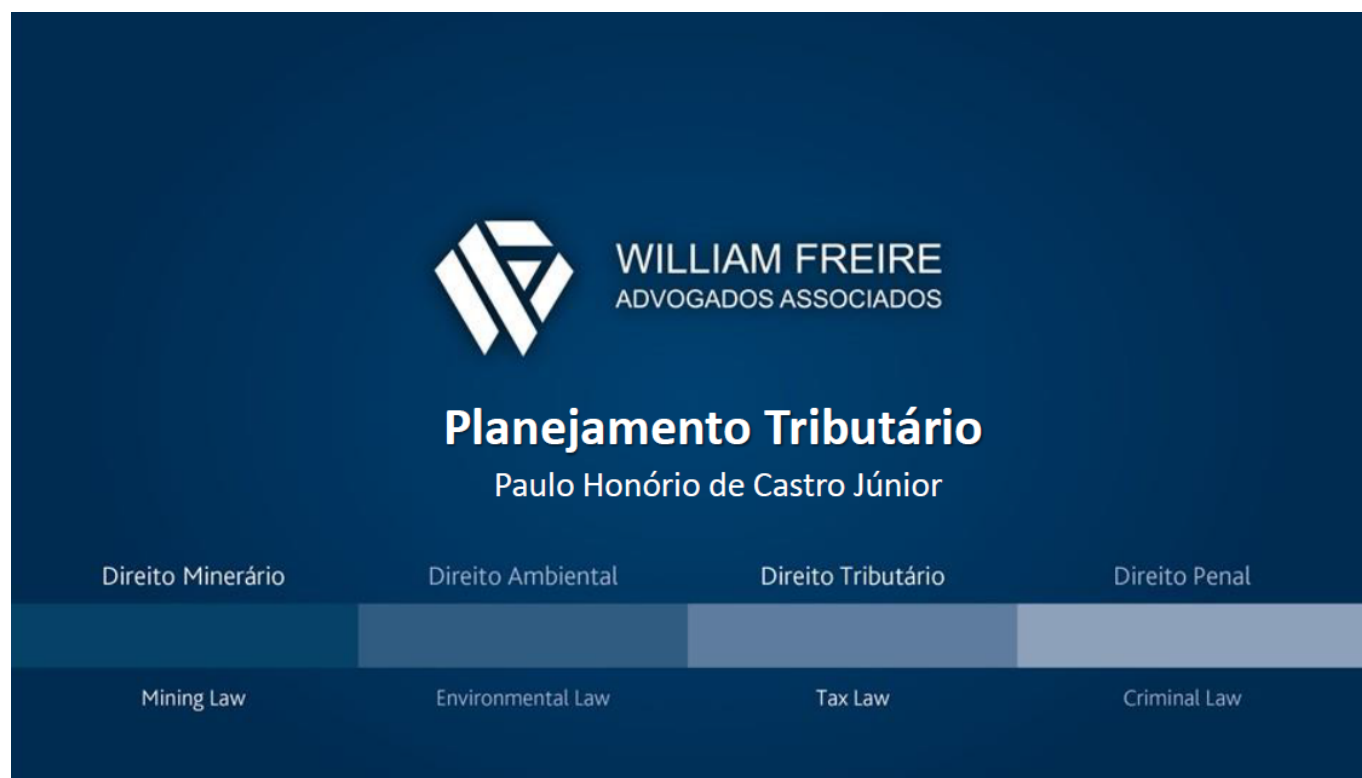 WILLIAM FREIRE
ADVOGADOS ASSOCIADOS
Planejamento Tributário
Paulo Honório de Castro Júnior
Direito Minerário
Direito Ambiental
Direito Tributário
Direito Penal
Mining Law
Environmental Law
Tax Law
Criminal Law